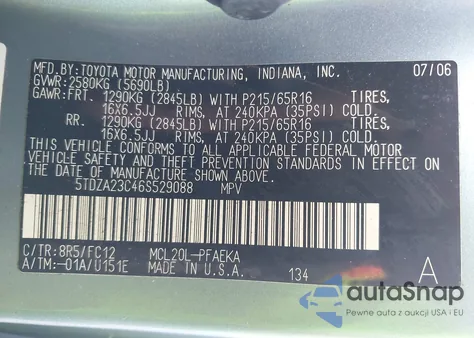 MFD.BY:TOYOTA MOTOR MANUFACTURING, INDIANA, INC. 07/06
GVWR: 2580KG (5690LB)
GAWR:FRT. 1290KG (2845LB) WITH P215/65R16 TIRES,
16X6.5JJ RIMS, AT 240KPA (35PSI) COLD.
RR. 1290KG (2845LB) WITH P215/65R16 TIRES,
16X6.5JJ RIMS, AT 240KPA (35PSI) COLD.
THIS VEHICLE CONFORMS TO ALL APPLICABLE FEDERAL MOTOR
VEHICLE SAFETY AND THEFT PREVENTION STANDARDS IN EFFECT ON
THE DATE OF MANUFACTURE SHOWN ABOVE.
5TDZA23C46S529088 MPV
C/TR: 8R5/FC12 MCL20L-PFAEKA
A/TM:-01A/U151E MADE IN U.S.A. 134 A
autoSnap
Pewne auta używane z USA i EU